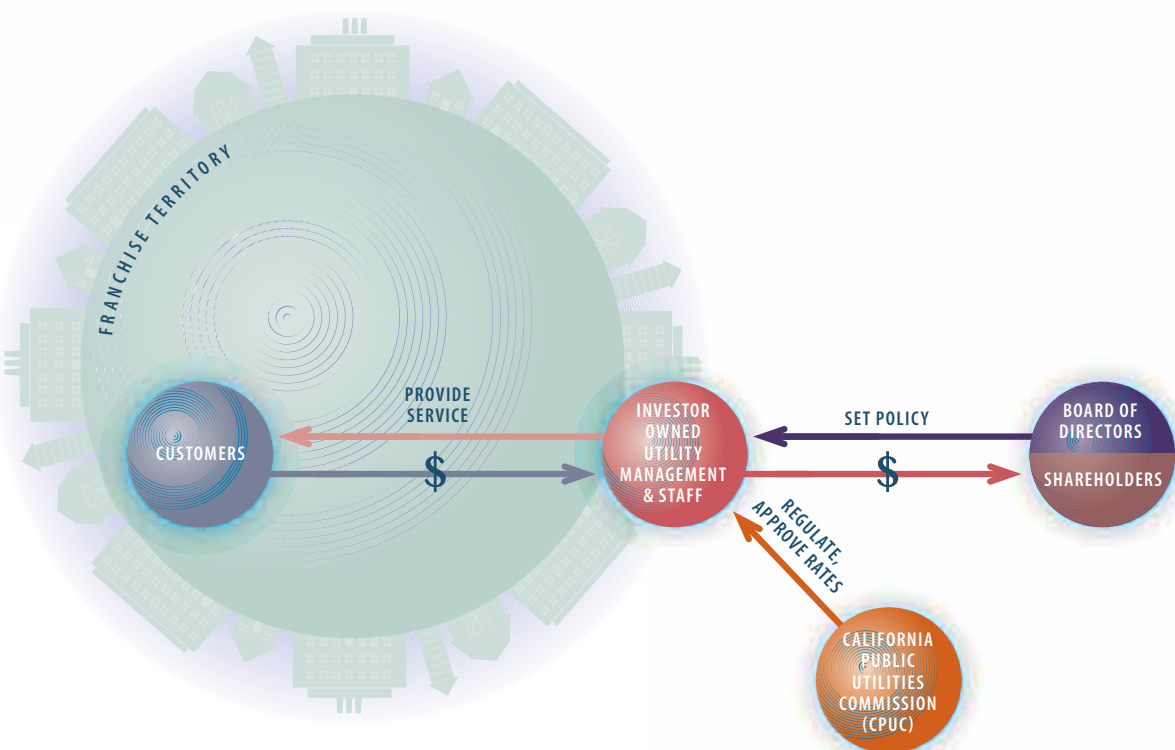 FRANCHISE TERRITORY
PROVIDE
SERVICE
$
CUSTOMERS
INVESTOR
OWNED
UTILITY
MANAGEMENT
& STAFF
SET POLICY
$
BOARD OF
DIRECTORS
SHAREHOLDERS
REGULATE,
APPROVE RATES
CALIFORNIA
PUBLIC
UTILITIES
COMMISSION
(CPUC)